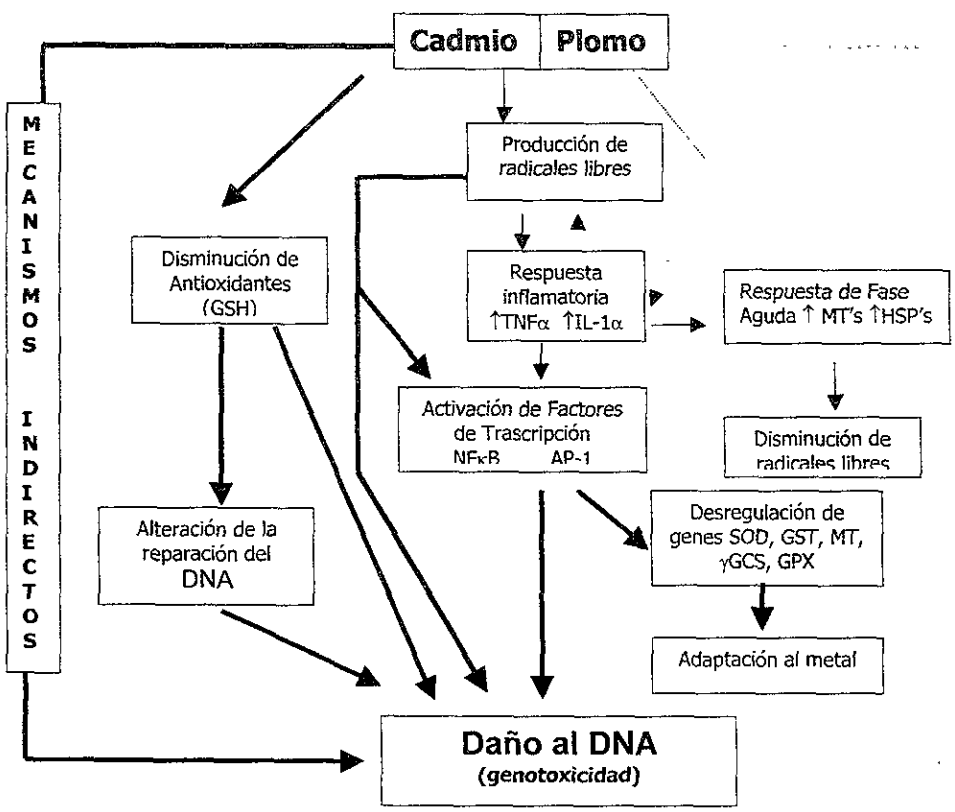 Cadmio Plomo
MECANISMOS INDIRECTOS
Producción de
radicales libres
Disminución de
Antioxidantes
(GSH)
Respuesta
inflamatoria
↑TNFα ↑IL-1α
Respuesta de Fase
Aguda ↑ MT's ↑HSP's
Activación de Factores
de Trascripción
NFκB AP-1
Disminución de
radicales libres
Alteración de la
reparación del
DNA
Desregulación de
genes SOD, GST, MT,
γGCS, GPX
Adaptación al metal
Daño al DNA
(genotoxicidad)